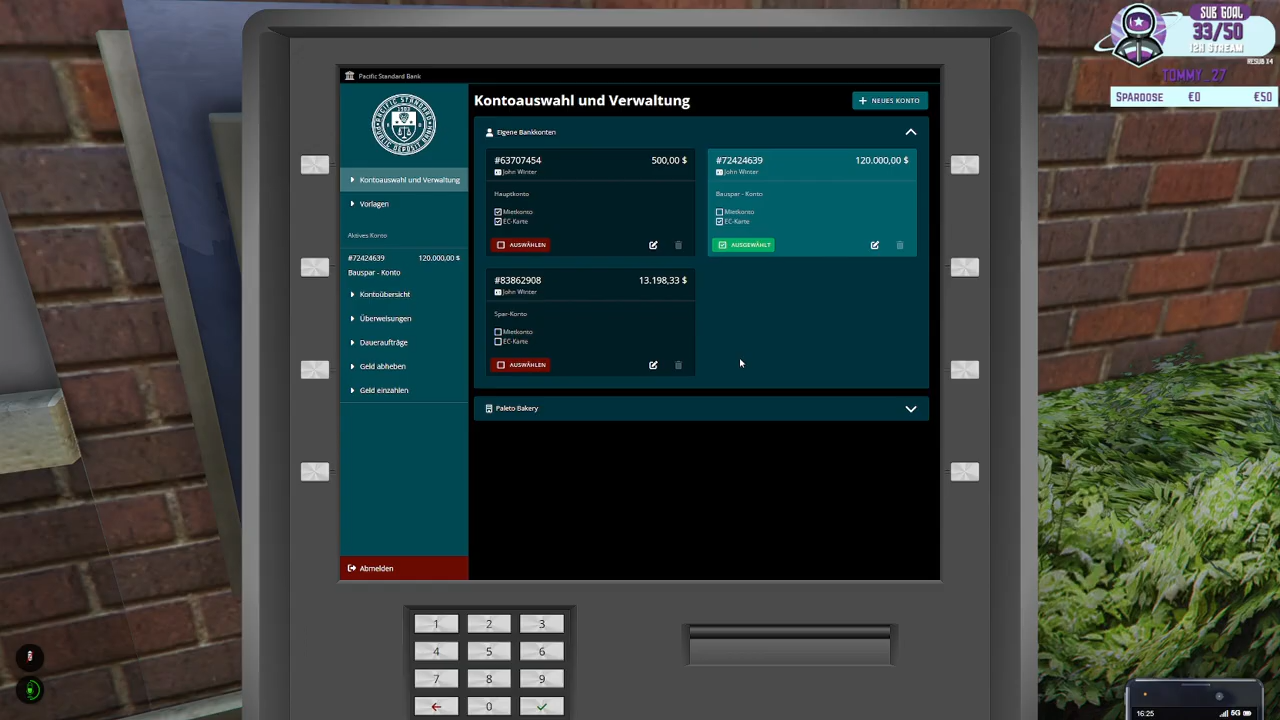 SUB GOAL
33/50
12H STREAM
RESUB X4
TOMMY_27
SPARDOSE €0 €50
Pacific Standard Bank
Kontoauswahl und Verwaltung
NEUES KONTO
Kontoauswahl und Verwaltung
Vorlagen
Aktives Konto
#72424639 120.000,00 $
Bauspar - Konto
Kontoübersicht
Überweisungen
Daueraufträge
Geld abheben
Geld einzahlen
Abmelden
Eigene Bankkonten
#63707454 500,00 $
John Winter
Hauptkonto
Mietkonto
EC-Karte
AUSWÄHLEN
#72424639 120.000,00 $
John Winter
Bauspar - Konto
Mietkonto
EC-Karte
AUSGEWÄHLT
#83862908 13.198,33 $
John Winter
Spar-Konto
Mietkonto
EC-Karte
AUSWÄHLEN
Paleto Bakery
1 2 3
4 5 6
7 8 9
0
16:25 5G